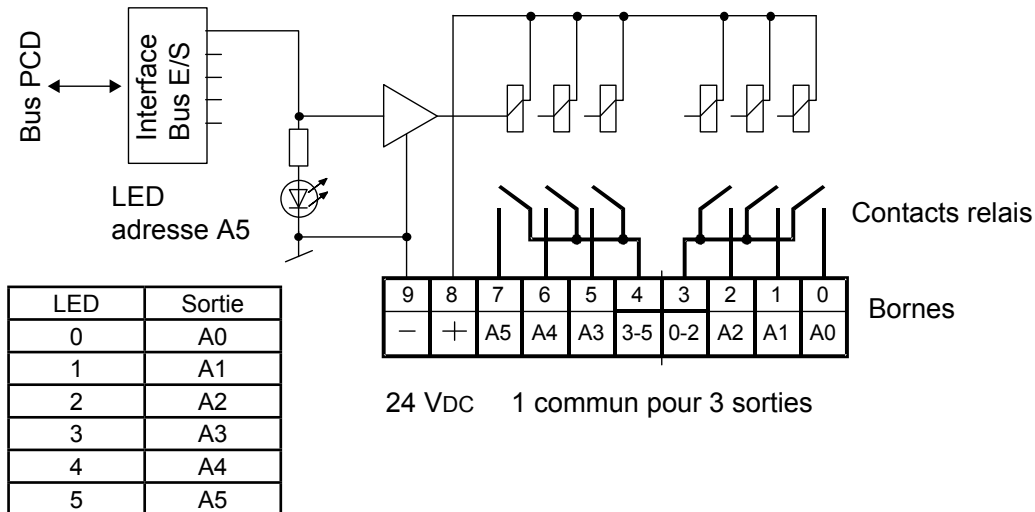 Bus PCD
Interface
Bus E/S
LED
adresse A5
Contacts relais
9 8 7 6 5 4 3 2 1 0
− + A5 A4 A3 3-5 0-2 A2 A1 A0
Bornes
24 VDC 1 commun pour 3 sorties
LED Sortie
0 A0
1 A1
2 A2
3 A3
4 A4
5 A5